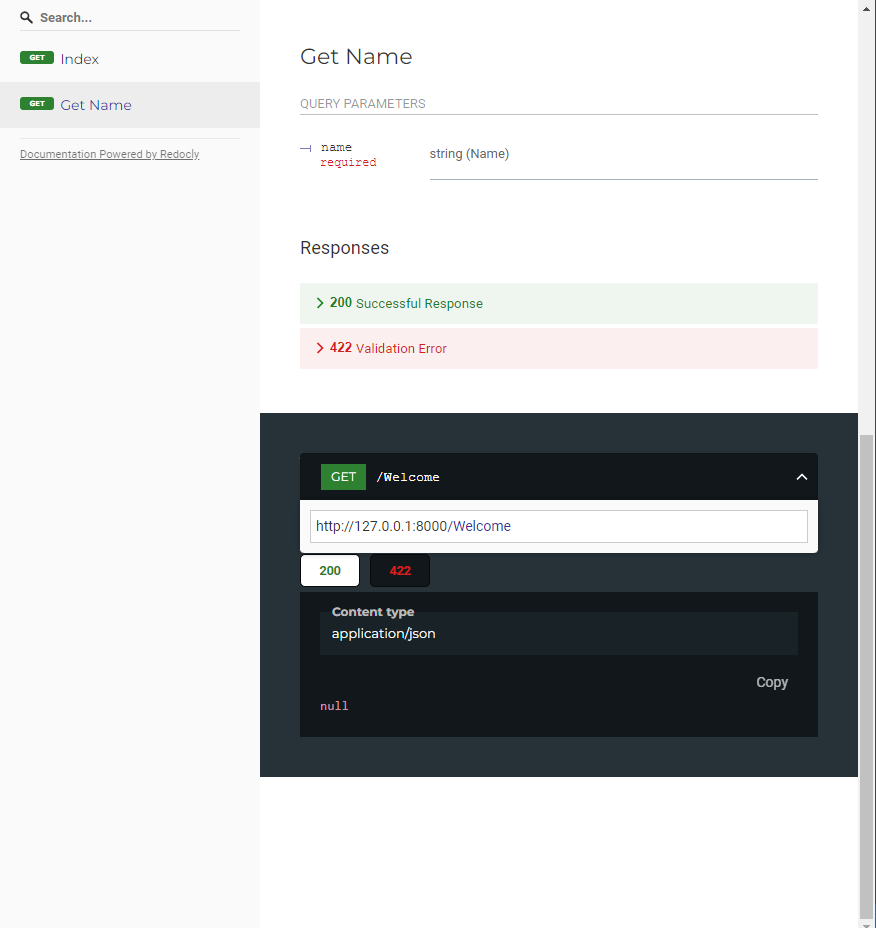 Search...
GET Index
GET Get Name
Documentation Powered by Redocly
Get Name
QUERY PARAMETERS
name
required
string (Name)
Responses
200 Successful Response
422 Validation Error
GET /Welcome
http://127.0.0.1:8000/Welcome
200 422
Content type
application/json
Copy
null